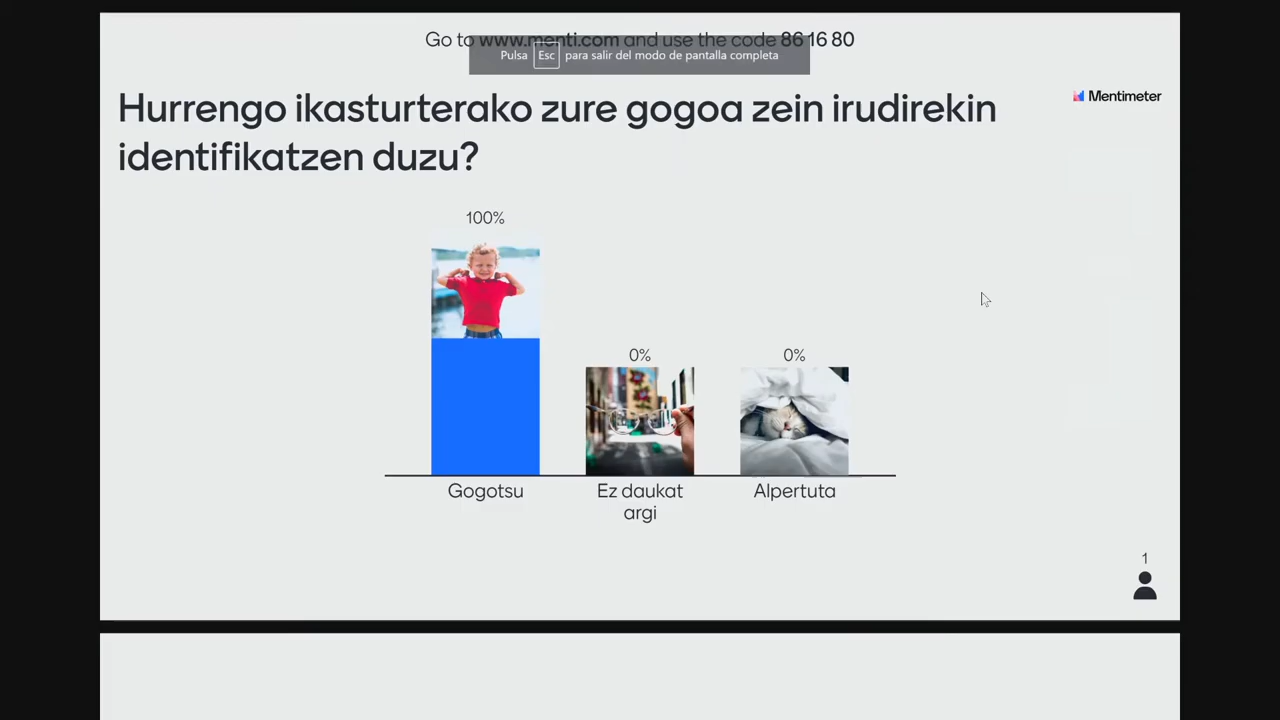 Go to www.menti.com and use the code 86 16 80
Pulsa Esc para salir del modo de pantalla completa
Mentimeter
Hurrengo ikasturterako zure gogoa zein irudirekin
identifikatzen duzu?
100%
0%
0%
Gogotsu
Ez daukat
argi
Alpertuta
1